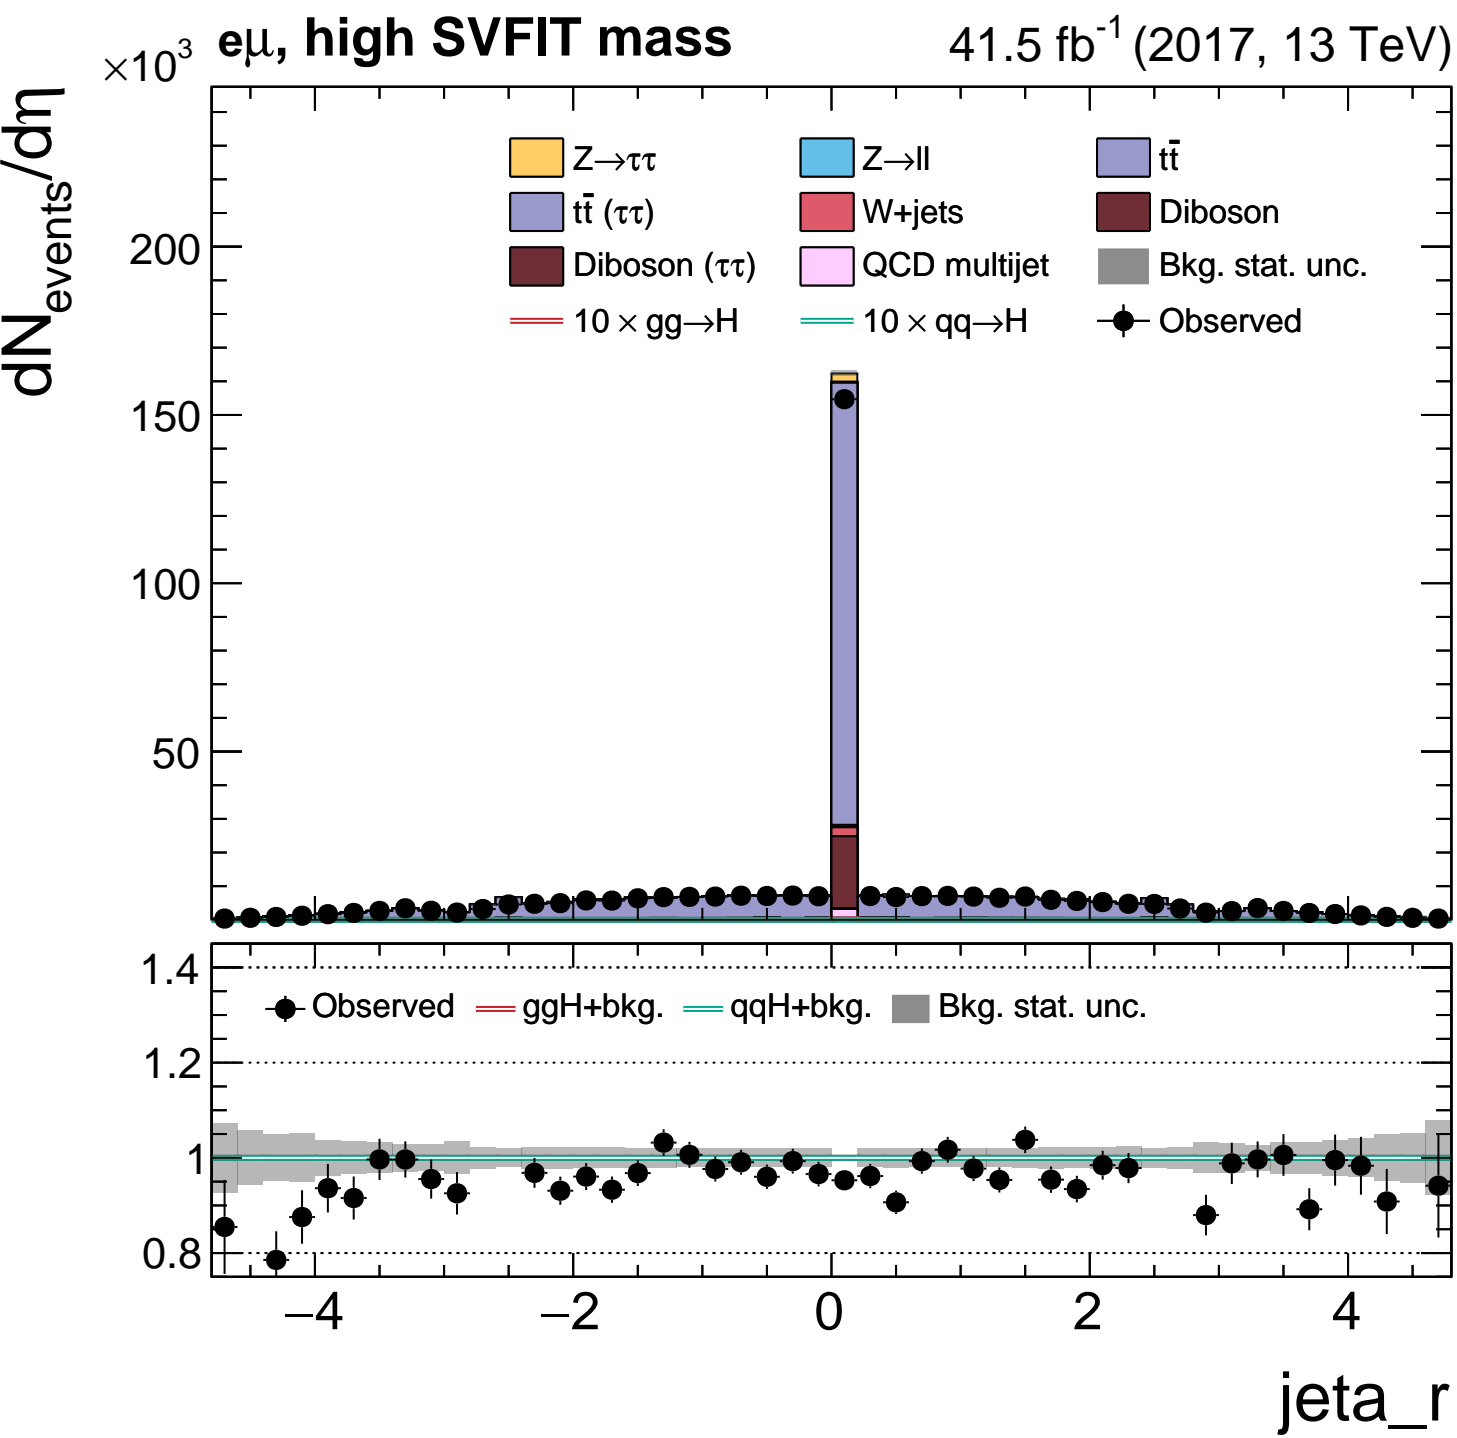 ×10³ eμ, high SVFIT mass 41.5 fb⁻¹ (2017, 13 TeV)
dN_events/dη
Z→ττ Z→ll tt̄
tt̄ (ττ) W+jets Diboson
Diboson (ττ) QCD multijet Bkg. stat. unc.
10 × gg→H 10 × qq→H Observed
200
150
100
50
1.4
Observed ggH+bkg. qqH+bkg. Bkg. stat. unc.
1.2
1
0.8
−4 −2 0 2 4
jeta_r